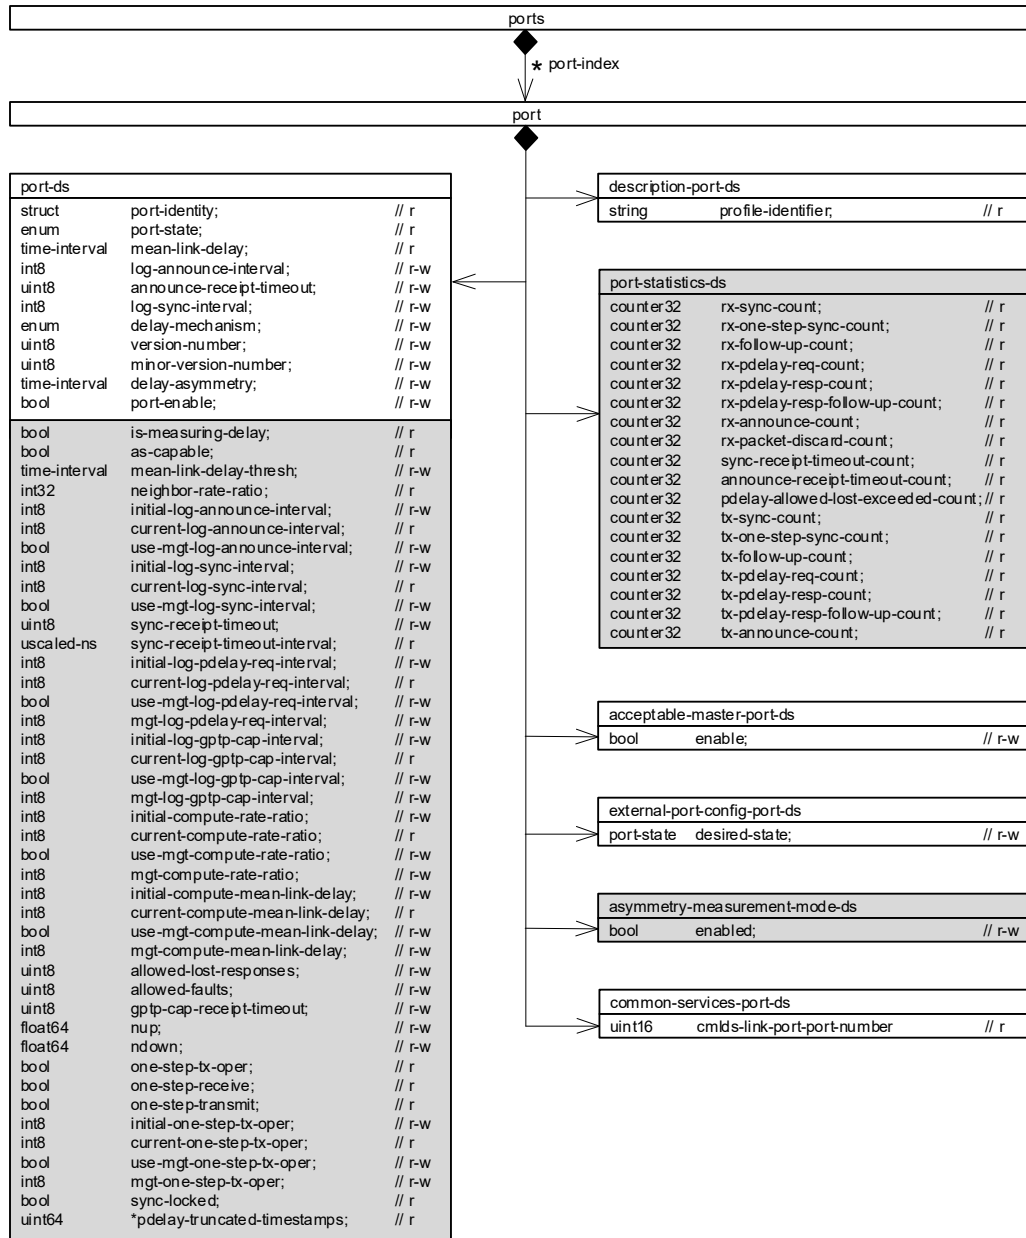 ports
* port-index
port
port-ds
struct port-identity; // r
enum port-state; // r
time-interval mean-link-delay; // r
int8 log-announce-interval; // r-w
uint8 announce-receipt-timeout; // r-w
int8 log-sync-interval; // r-w
enum delay-mechanism; // r-w
uint8 version-number; // r-w
uint8 minor-version-number; // r-w
time-interval delay-asymmetry; // r-w
bool port-enable; // r-w
bool is-measuring-delay; // r
bool as-capable; // r
time-interval mean-link-delay-thresh; // r-w
int32 neighbor-rate-ratio; // r
int8 initial-log-announce-interval; // r-w
int8 current-log-announce-interval; // r
bool use-mgt-log-announce-interval; // r-w
int8 initial-log-sync-interval; // r-w
int8 current-log-sync-interval; // r
bool use-mgt-log-sync-interval; // r-w
uint8 sync-receipt-timeout; // r-w
uscaled-ns sync-receipt-timeout-interval; // r
int8 initial-log-pdelay-req-interval; // r-w
int8 current-log-pdelay-req-interval; // r
bool use-mgt-log-pdelay-req-interval; // r-w
int8 mgt-log-pdelay-req-interval; // r-w
int8 initial-log-gptp-cap-interval; // r-w
int8 current-log-gptp-cap-interval; // r
bool use-mgt-log-gptp-cap-interval; // r-w
int8 mgt-log-gptp-cap-interval; // r-w
int8 initial-compute-rate-ratio; // r-w
int8 current-compute-rate-ratio; // r
bool use-mgt-compute-rate-ratio; // r-w
int8 mgt-compute-rate-ratio; // r-w
int8 initial-compute-mean-link-delay; // r-w
int8 current-compute-mean-link-delay; // r
bool use-mgt-compute-mean-link-delay; // r-w
int8 mgt-compute-mean-link-delay; // r-w
uint8 allowed-lost-responses; // r-w
uint8 allowed-faults; // r-w
uint8 gptp-cap-receipt-timeout; // r-w
float64 nup; // r-w
float64 ndown; // r-w
bool one-step-tx-oper; // r
bool one-step-receive; // r
bool one-step-transmit; // r
int8 initial-one-step-tx-oper; // r-w
int8 current-one-step-tx-oper; // r
bool use-mgt-one-step-tx-oper; // r-w
int8 mgt-one-step-tx-oper; // r-w
bool sync-locked; // r
uint64 *pdelay-truncated-timestamps; // r
description-port-ds
string profile-identifier; // r
port-statistics-ds
counter32 rx-sync-count; // r
counter32 rx-one-step-sync-count; // r
counter32 rx-follow-up-count; // r
counter32 rx-pdelay-req-count; // r
counter32 rx-pdelay-resp-count; // r
counter32 rx-pdelay-resp-follow-up-count; // r
counter32 rx-announce-count; // r
counter32 rx-packet-discard-count; // r
counter32 sync-receipt-timeout-count; // r
counter32 announce-receipt-timeout-count; // r
counter32 pdelay-allowed-lost-exceeded-count; // r
counter32 tx-sync-count; // r
counter32 tx-one-step-sync-count; // r
counter32 tx-follow-up-count; // r
counter32 tx-pdelay-req-count; // r
counter32 tx-pdelay-resp-count; // r
counter32 tx-pdelay-resp-follow-up-count; // r
counter32 tx-announce-count; // r
acceptable-master-port-ds
bool enable; // r-w
external-port-config-port-ds
port-state desired-state; // r-w
asymmetry-measurement-mode-ds
bool enabled; // r-w
common-services-port-ds
uint16 cmlds-link-port-port-number // r